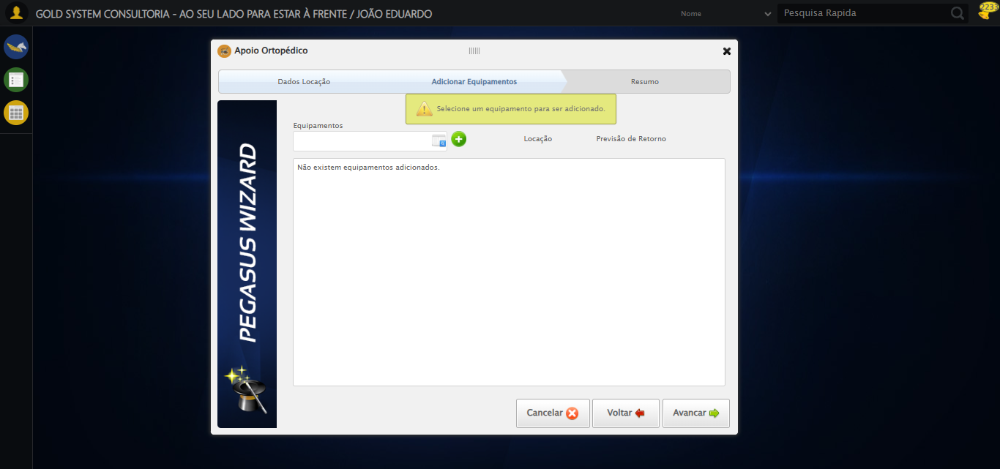 GOLD SYSTEM CONSULTORIA - AO SEU LADO PARA ESTAR À FRENTE / JOÃO EDUARDO
Nome
Pesquisa Rapida
2233
Apoio Ortopédico
Dados Locação
Adicionar Equipamentos
Resumo
Selecione um equipamento para ser adicionado.
Equipamentos
Locação
Previsão de Retorno
Não existem equipamentos adicionados.
PEGASUS WIZARD
Cancelar
Voltar
Avancar